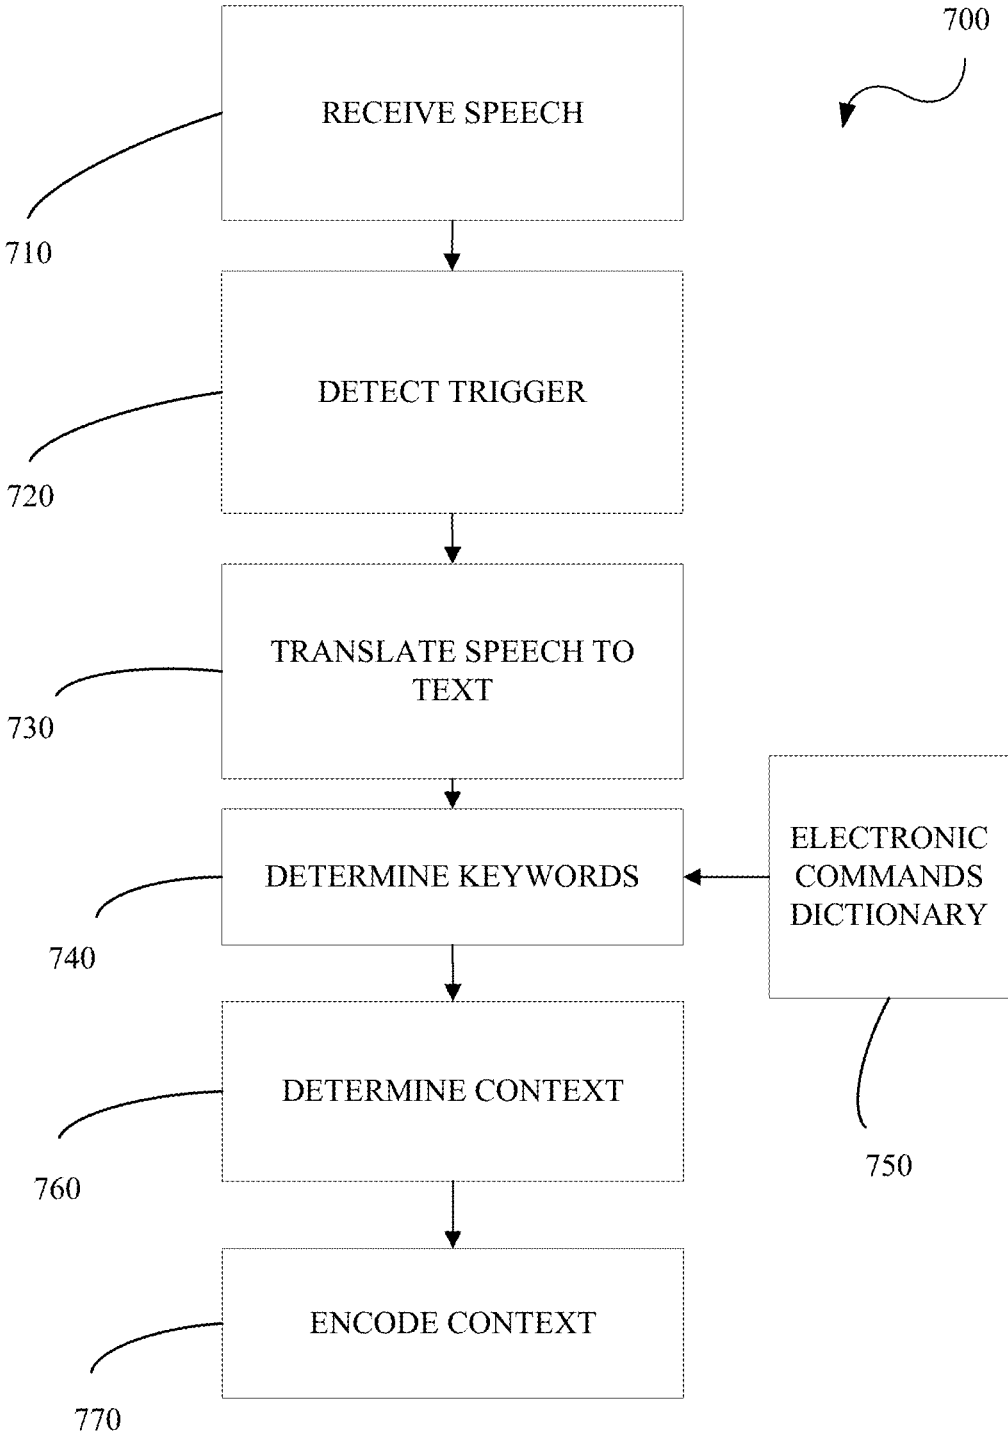 700
RECEIVE SPEECH
710
DETECT TRIGGER
720
TRANSLATE SPEECH TO
TEXT
730
ELECTRONIC
COMMANDS
DICTIONARY
DETERMINE KEYWORDS
740
750
DETERMINE CONTEXT
760
ENCODE CONTEXT
770